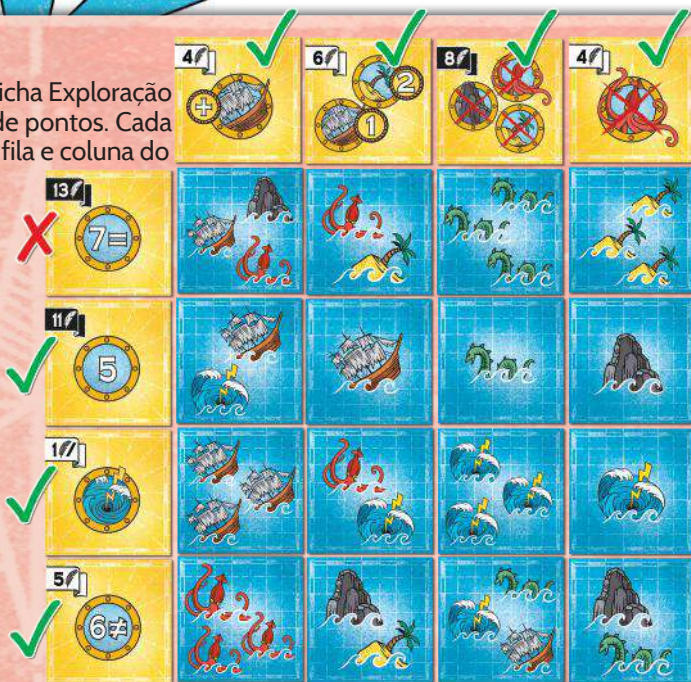 4 6 8 4
+ 2
1
icha Exploração
de pontos. Cada
fila e coluna do
13
7=
11
5
1
5
6≠